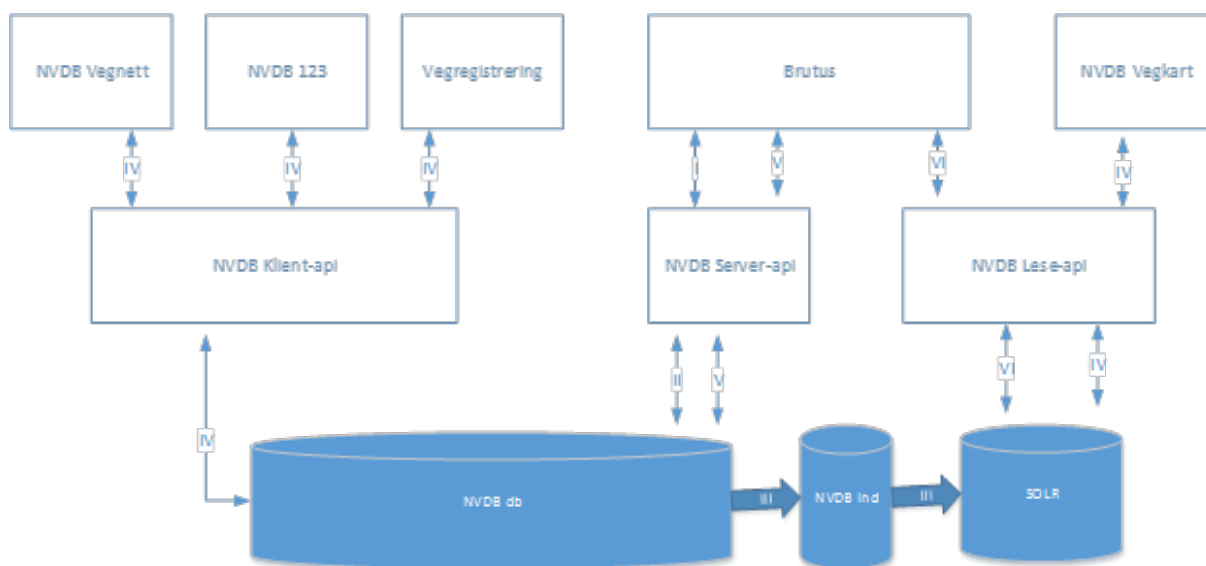 NVDB Vegnett
NVDB 123
Vegregistrering
Brutus
NVDB Vegkart
IV
IV
IV
I
V
VI
IV
NVDB Klient-api
NVDB Server-api
NVDB Lese-api
II
V
VI
IV
IV
NVDB db
III
NVDB Ind
III
SOLR